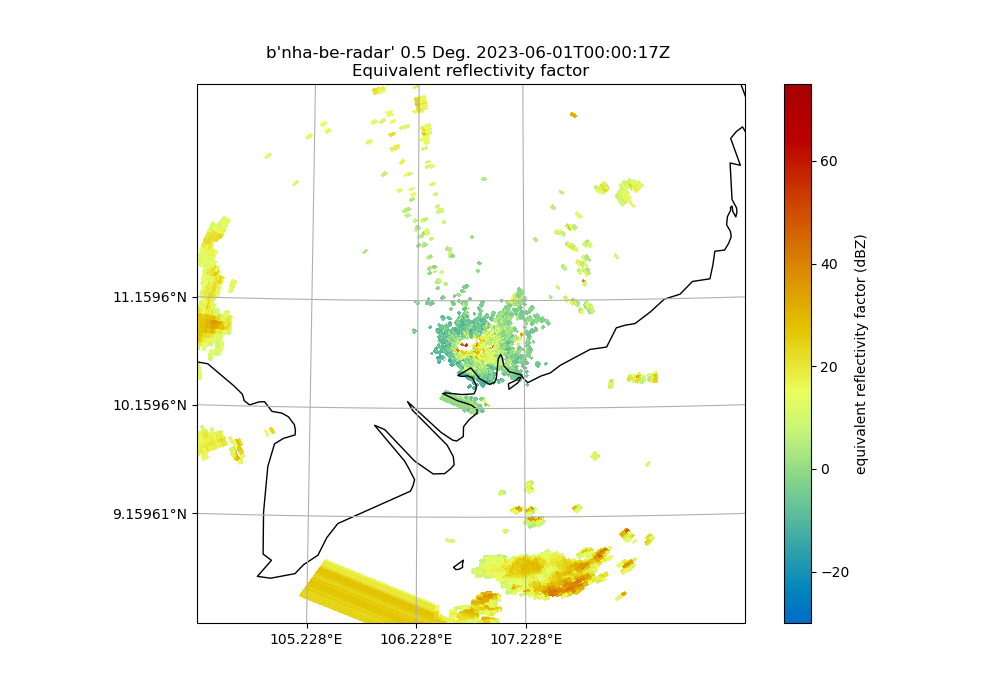 b'nha-be-radar' 0.5 Deg. 2023-06-01T00:00:17Z
Equivalent reflectivity factor
11.1596°N
10.1596°N
9.15961°N
105.228°E
106.228°E
107.228°E
60
40
20
0
−20
equivalent reflectivity factor (dBZ)